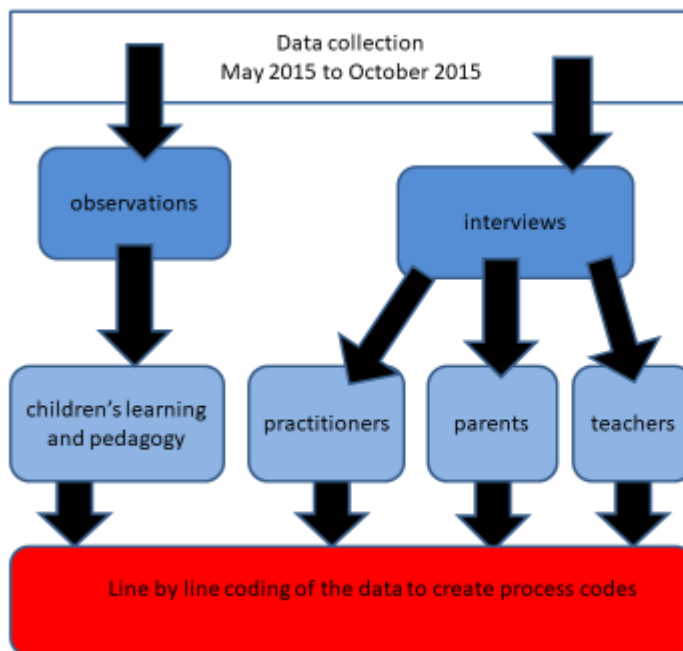 Data collection
May 2015 to October 2015
observations
interviews
children's learning
and pedagogy
practitioners
parents
teachers
Line by line coding of the data to create process codes